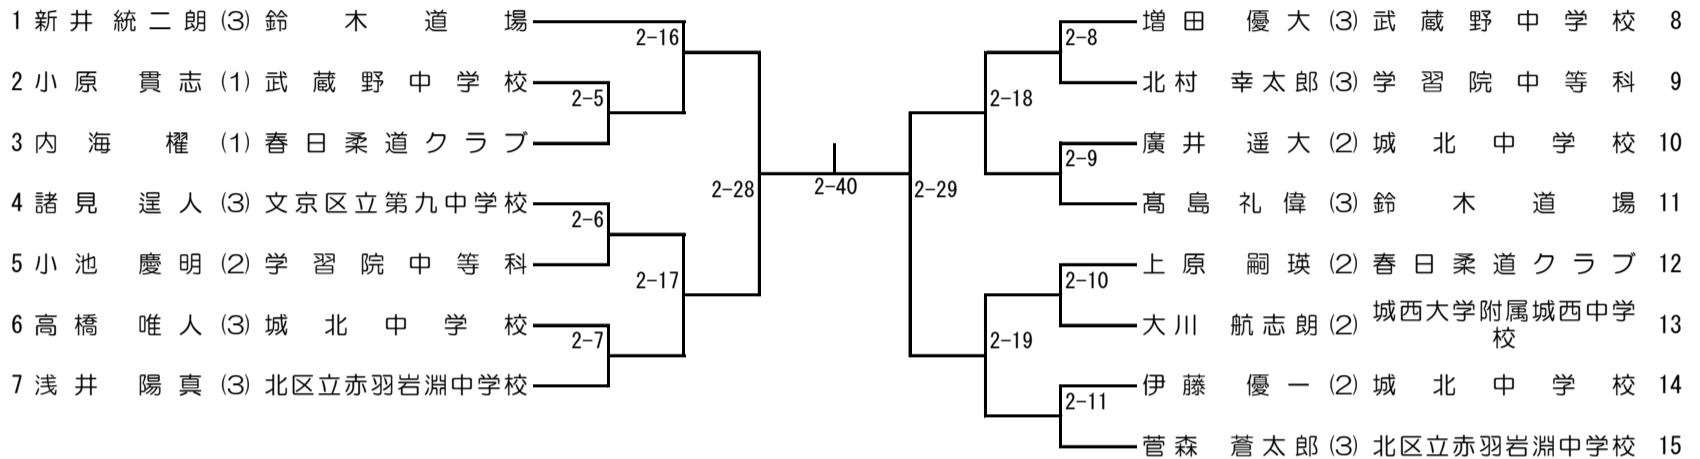 1 新井 統二朗 (3) 鈴木道場
2-16
2 小原 貫志 (1) 武蔵野中学校
2-5
3 内海 櫂 (1) 春日柔道クラブ
2-28
4 諸見 逞人 (3) 文京区立第九中学校
2-6
5 小池 慶明 (2) 学習院中等科
2-17
6 高橋 唯人 (3) 城北中学校
2-7
7 浅井 陽真 (3) 北区立赤羽岩淵中学校
2-40
増田 優大 (3) 武蔵野中学校 8
2-8
北村 幸太郎 (3) 学習院中等科 9
2-18
廣井 遥大 (2) 城北中学校 10
2-9
髙島 礼偉 (3) 鈴木道場 11
2-29
上原 嗣瑛 (2) 春日柔道クラブ 12
2-10
大川 航志朗 (2) 城西大学附属城西中学
校 13
2-19
伊藤 優一 (2) 城北中学校 14
2-11
菅森 蒼太郎 (3) 北区立赤羽岩淵中学校 15